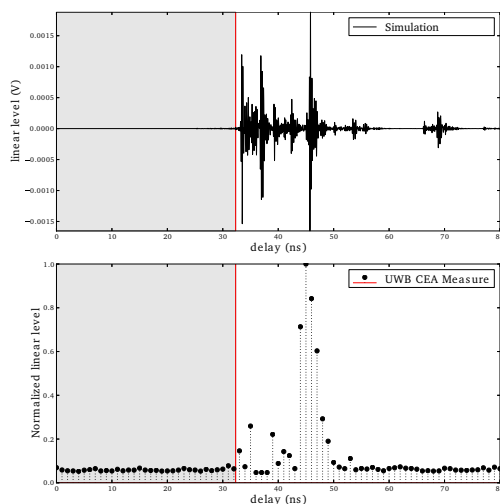 Simulation
0.0015
0.0010
0.0005
0.0000
−0.0005
−0.0010
−0.0015
linear level (V)
0 10 20 30 40 50 60 70 80
delay (ns)
UWB CEA Measure
1.0
0.8
0.6
0.4
0.2
0.0
Normalized linear level
0 10 20 30 40 50 60 70 80
delay (ns)